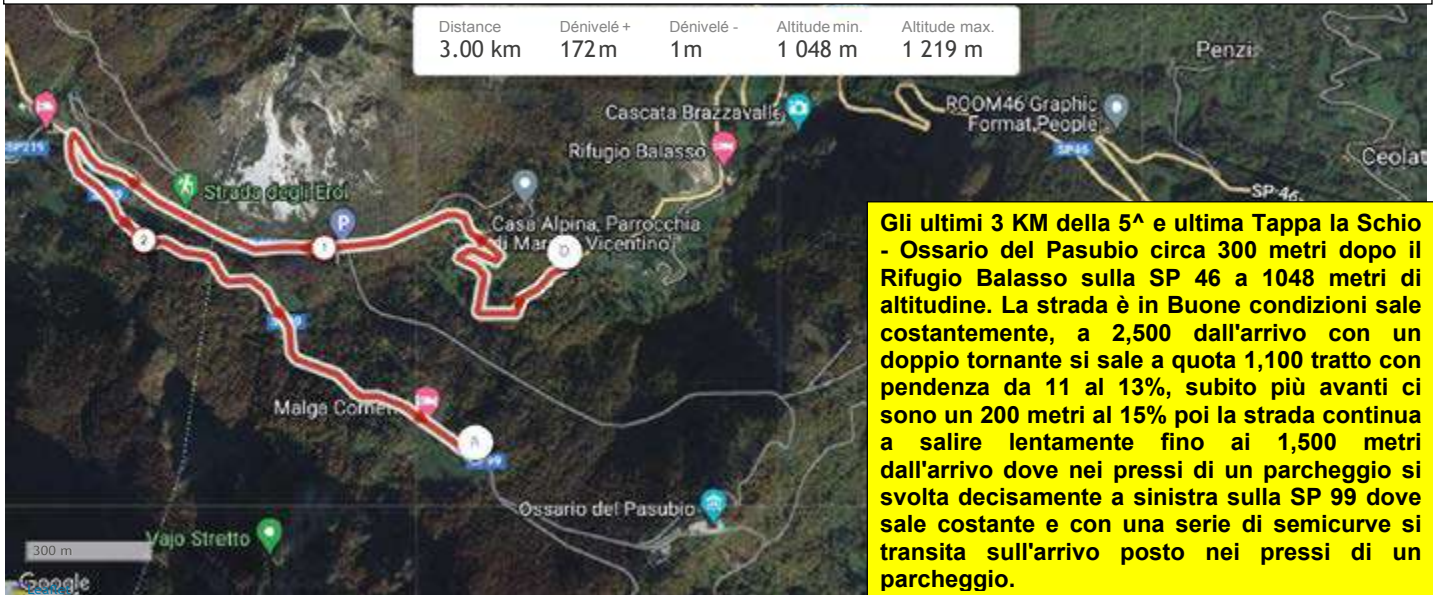 Distance Dénivelé + Dénivelé - Altitude min. Altitude max.
3.00 km 172 m 1 m 1 048 m 1 219 m
Penzi
Cascata Brazzavalle
ROOM46 Graphic
Format,People
SP46
Ceolat
Rifugio Balasso
SP 46
Strada degli Eroi
P
1
2
Casa Alpina, Parrocchia
Vicentino
D
Malga
A
Ossario del Pasubio
Vajo Stretto
300 m
Google
Gli ultimi 3 KM della 5^ e ultima Tappa la Schio
- Ossario del Pasubio circa 300 metri dopo il
Rifugio Balasso sulla SP 46 a 1048 metri di
altitudine. La strada è in Buone condizioni sale
costantemente, a 2,500 dall'arrivo con un
doppio tornante si sale a quota 1,100 tratto con
pendenza da 11 al 13%, subito più avanti ci
sono un 200 metri al 15% poi la strada continua
a salire lentamente fino ai 1,500 metri
dall'arrivo dove nei pressi di un parcheggio si
svolta decisamente a sinistra sulla SP 99 dove
sale costante e con una serie di semicurve si
transita sull'arrivo posto nei pressi di un
parcheggio.